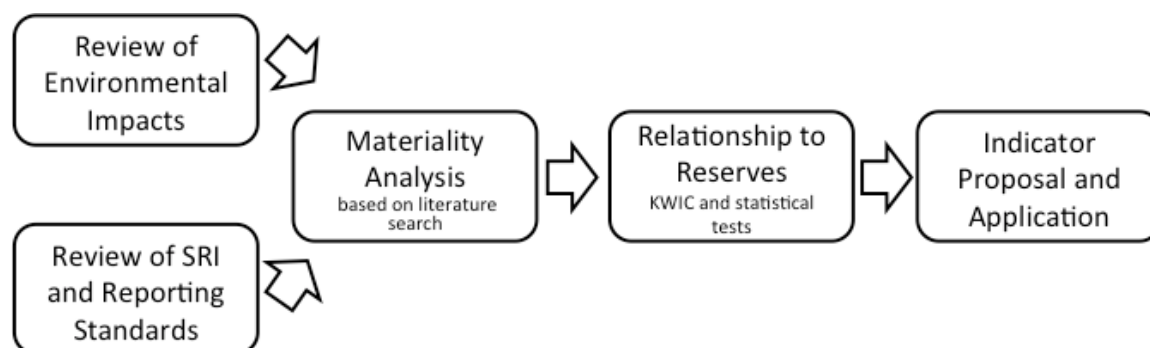 Review of
Environmental
Impacts
Review of SRI
and Reporting
Standards
Materiality
Analysis
based on literature
search
Relationship to
Reserves
KWIC and statistical
tests
Indicator
Proposal and
Application